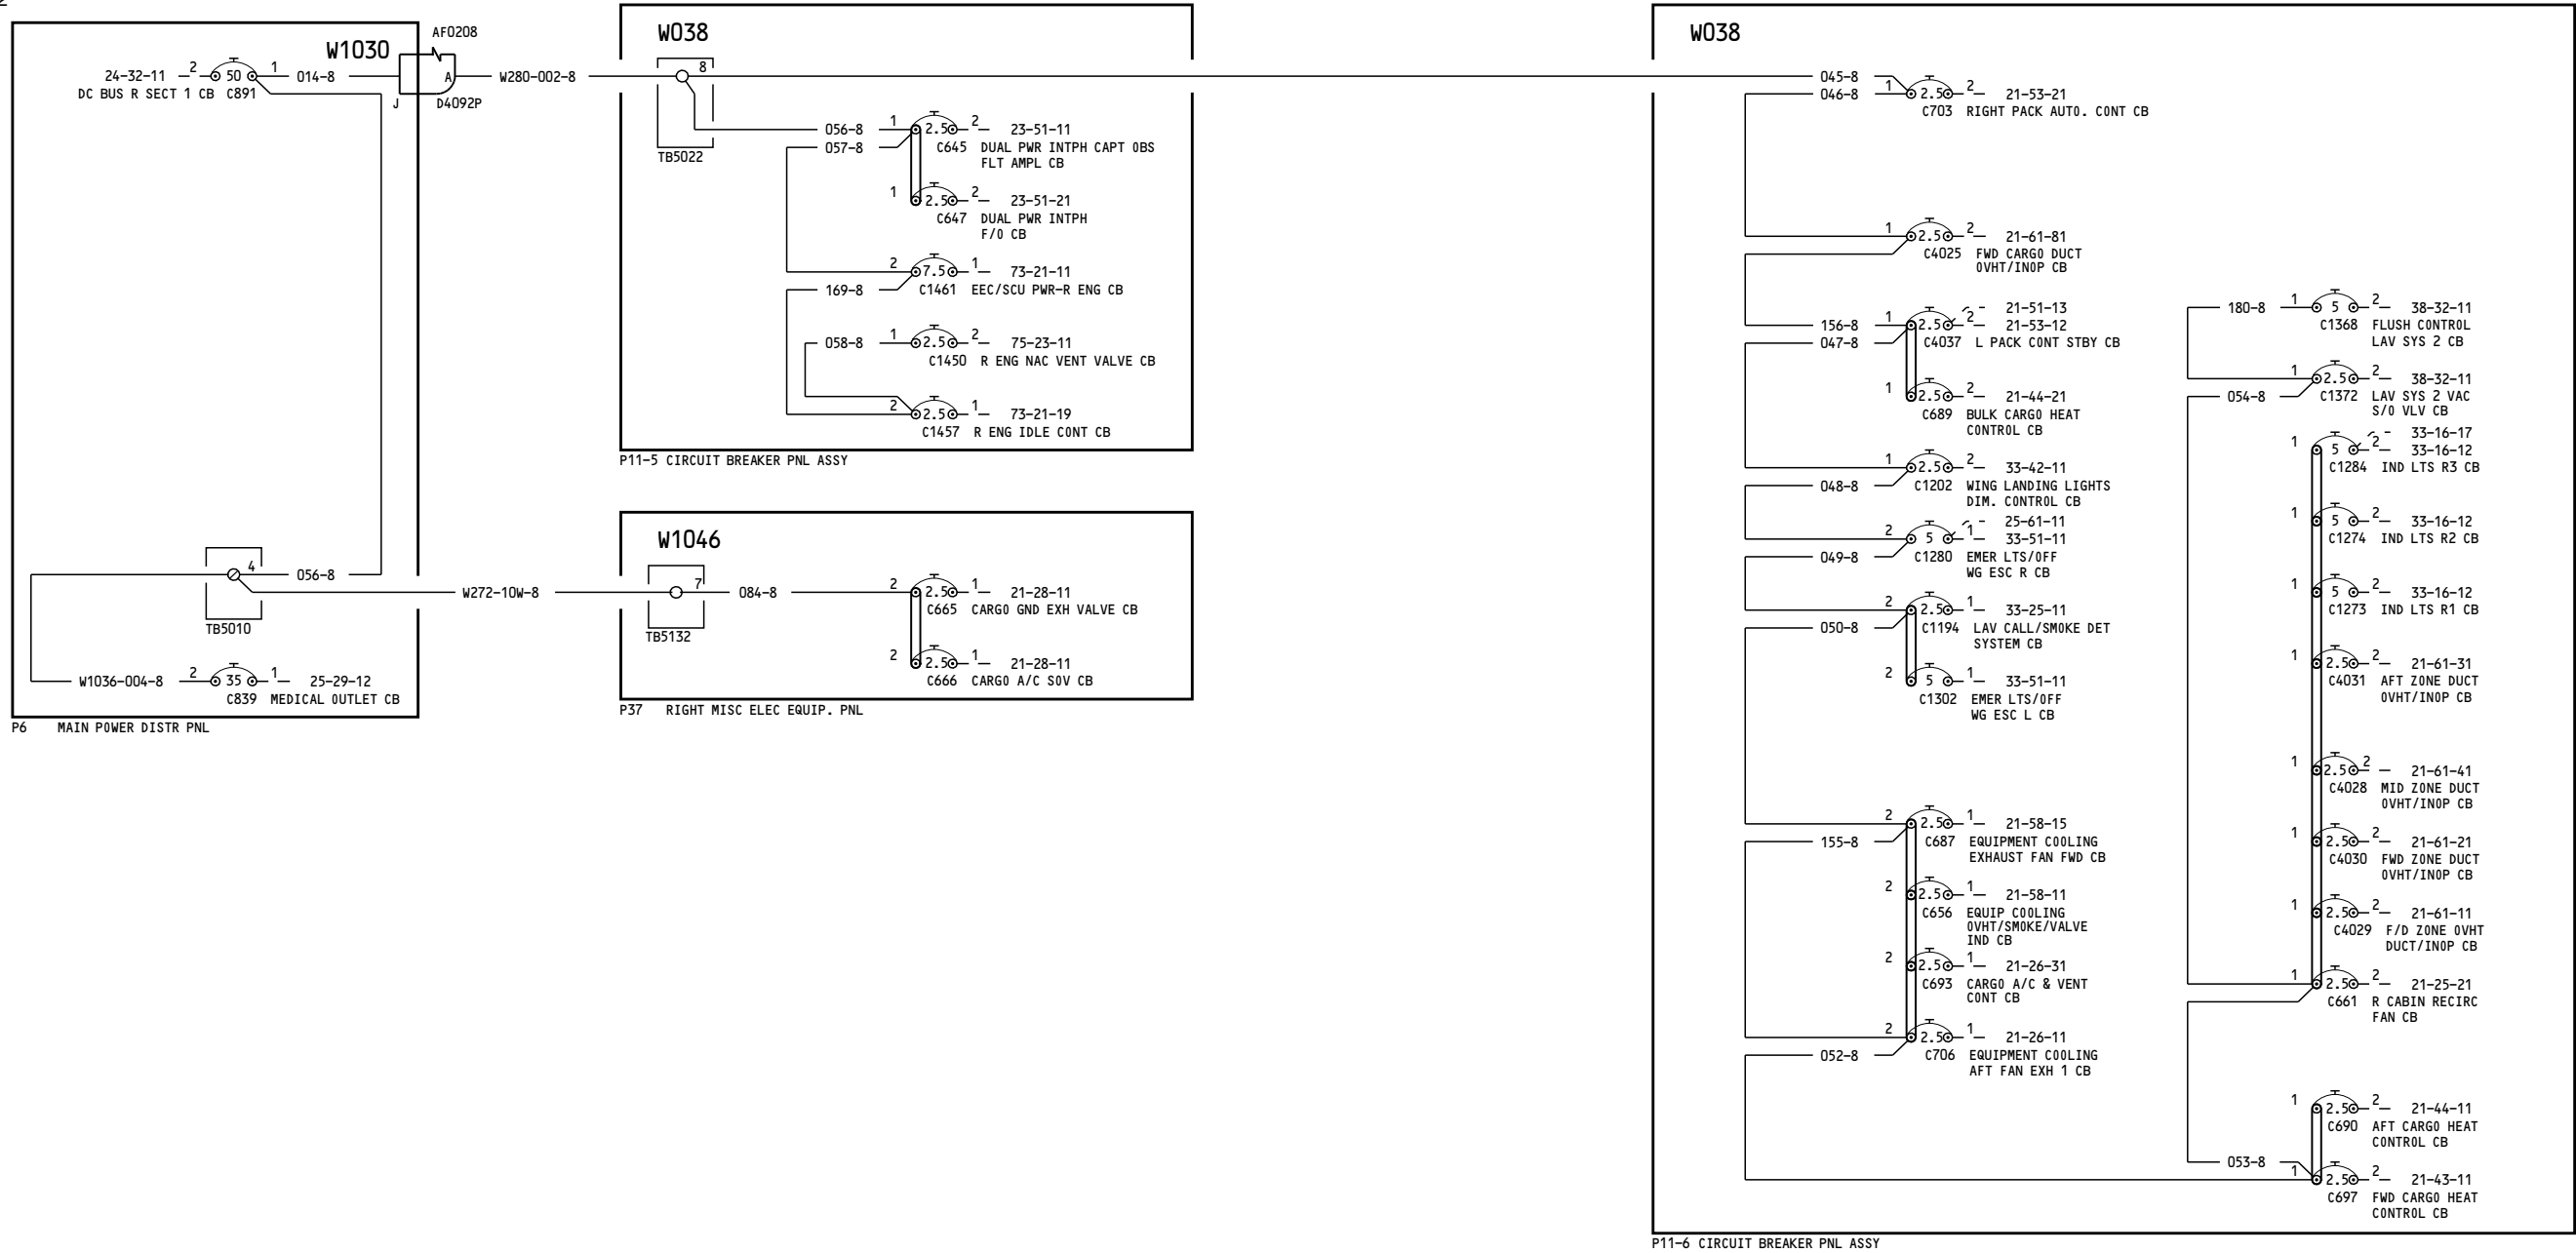 W1030
AF0208
24-32-11 2 50 1 014-8 A W280-002-8
DC BUS R SECT 1 CB C891
J D4092P
4 056-8
W272-10W-8
TB5010
W1036-004-8 2 35 1 25-29-12
C839 MEDICAL OUTLET CB
P6 MAIN POWER DISTR PNL
W038
8
TB5022
056-8 1 2.5 2 23-51-11
057-8 C645 DUAL PWR INTPH CAPT OBS
FLT AMPL CB
1 2.5 2 23-51-21
C647 DUAL PWR INTPH
F/O CB
2 7.5 1 73-21-11
169-8 C1461 EEC/SCU PWR-R ENG CB
058-8 1 2.5 2 75-23-11
C1450 R ENG NAC VENT VALVE CB
2 2.5 1 73-21-19
C1457 R ENG IDLE CONT CB
P11-5 CIRCUIT BREAKER PNL ASSY
W1046
7 084-8 2 2.5 1 21-28-11
C665 CARGO GND EXH VALVE CB
TB5132
2 2.5 1 21-28-11
C666 CARGO A/C SOV CB
P37 RIGHT MISC ELEC EQUIP. PNL
W038
045-8
046-8 1 2.5 2 21-53-21
C703 RIGHT PACK AUTO. CONT CB
1 2.5 2 21-61-81
C4025 FWD CARGO DUCT
OVHT/INOP CB
21-51-13
156-8 1 2.5 2 21-53-12
047-8 C4037 L PACK CONT STBY CB
1 2.5 2 21-44-21
C689 BULK CARGO HEAT
CONTROL CB
1 2.5 2 33-42-11
048-8 C1202 WING LANDING LIGHTS
DIM. CONTROL CB
25-61-11
2 5 1 33-51-11
049-8 C1280 EMER LTS/OFF
WG ESC R CB
2 2.5 1 33-25-11
050-8 C1194 LAV CALL/SMOKE DET
SYSTEM CB
2 5 1 33-51-11
C1302 EMER LTS/OFF
WG ESC L CB
2 2.5 1 21-58-15
155-8 C687 EQUIPMENT COOLING
EXHAUST FAN FWD CB
2 2.5 1 21-58-11
C656 EQUIP COOLING
OVHT/SMOKE/VALVE
IND CB
2 2.5 1 21-26-31
C693 CARGO A/C & VENT
CONT CB
2 2.5 1 21-26-11
052-8 C706 EQUIPMENT COOLING
AFT FAN EXH 1 CB
180-8 1 5 2 38-32-11
C1368 FLUSH CONTROL
LAV SYS 2 CB
1 2.5 2 38-32-11
054-8 C1372 LAV SYS 2 VAC
S/O VLV CB
33-16-17
1 5 2 33-16-12
C1284 IND LTS R3 CB
1 5 2 33-16-12
C1274 IND LTS R2 CB
1 5 2 33-16-12
C1273 IND LTS R1 CB
1 2.5 2 21-61-31
C4031 AFT ZONE DUCT
OVHT/INOP CB
1 2.5 2 21-61-41
C4028 MID ZONE DUCT
OVHT/INOP CB
1 2.5 2 21-61-21
C4030 FWD ZONE DUCT
OVHT/INOP CB
1 2.5 2 21-61-11
C4029 F/D ZONE OVHT
DUCT/INOP CB
1 2.5 2 21-25-21
C661 R CABIN RECIRC
FAN CB
1 2.5 2 21-44-11
C690 AFT CARGO HEAT
CONTROL CB
053-8
1 2.5 2 21-43-11
C697 FWD CARGO HEAT
CONTROL CB
P11-6 CIRCUIT BREAKER PNL ASSY